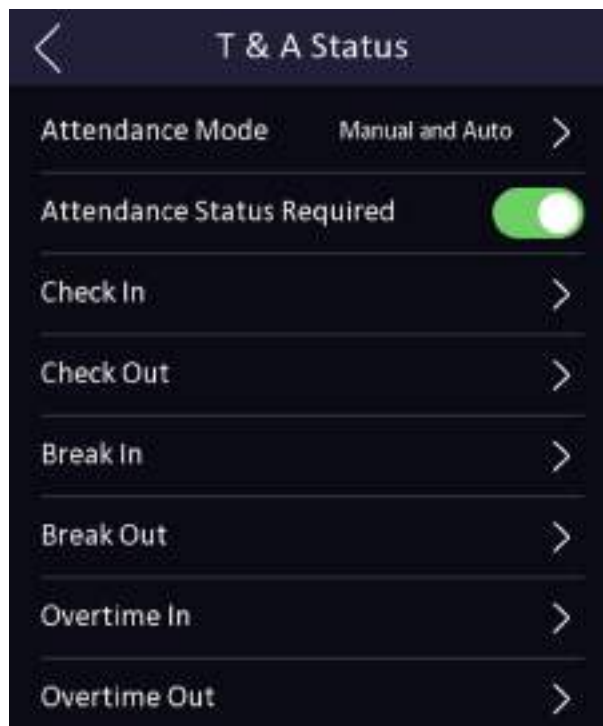 T & A Status
Attendance Mode Manual and Auto
Attendance Status Required
Check In
Check Out
Break In
Break Out
Overtime In
Overtime Out